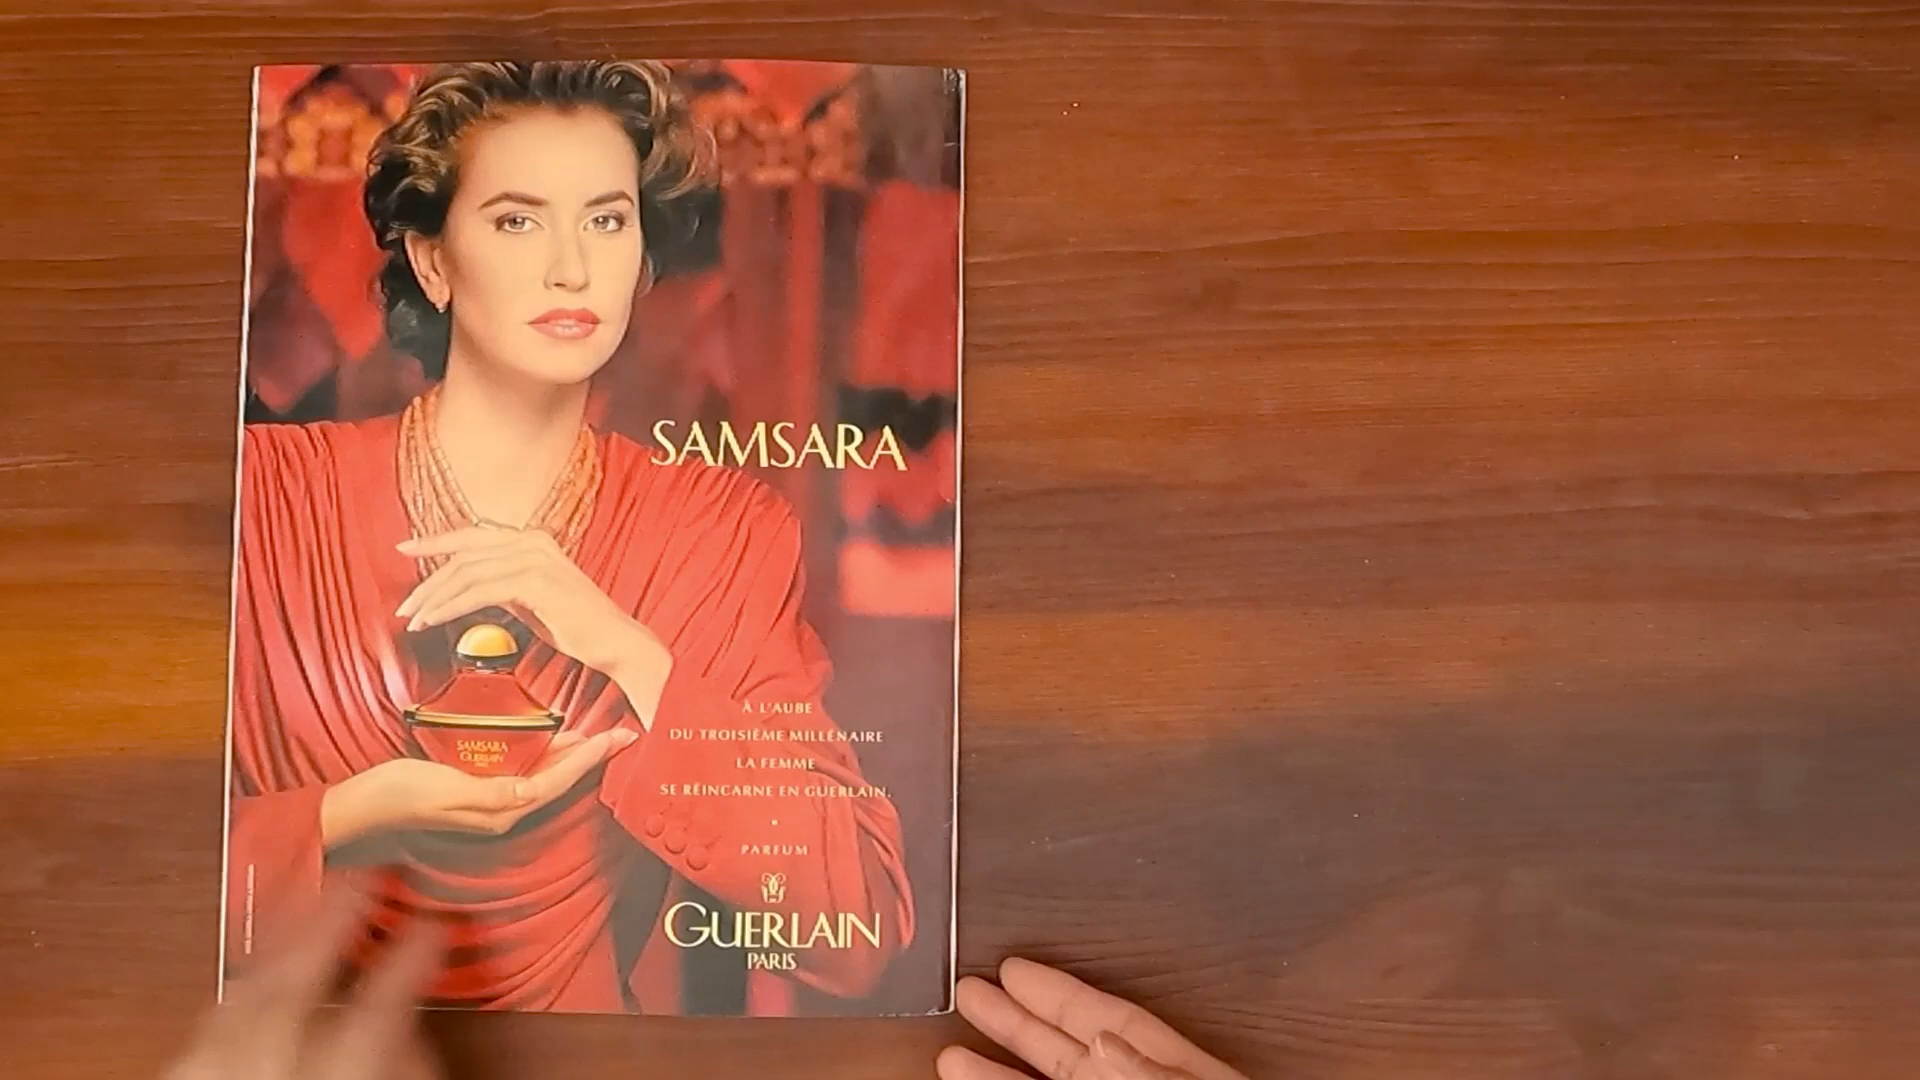 SAMSARA
SAMSARA
GUERLAIN
À L'AUBE
DU TROISIÈME MILLÉNAIRE
LA FEMME
SE RÉINCARNE EN GUERLAIN.
PARFUM
GUERLAIN
PARIS